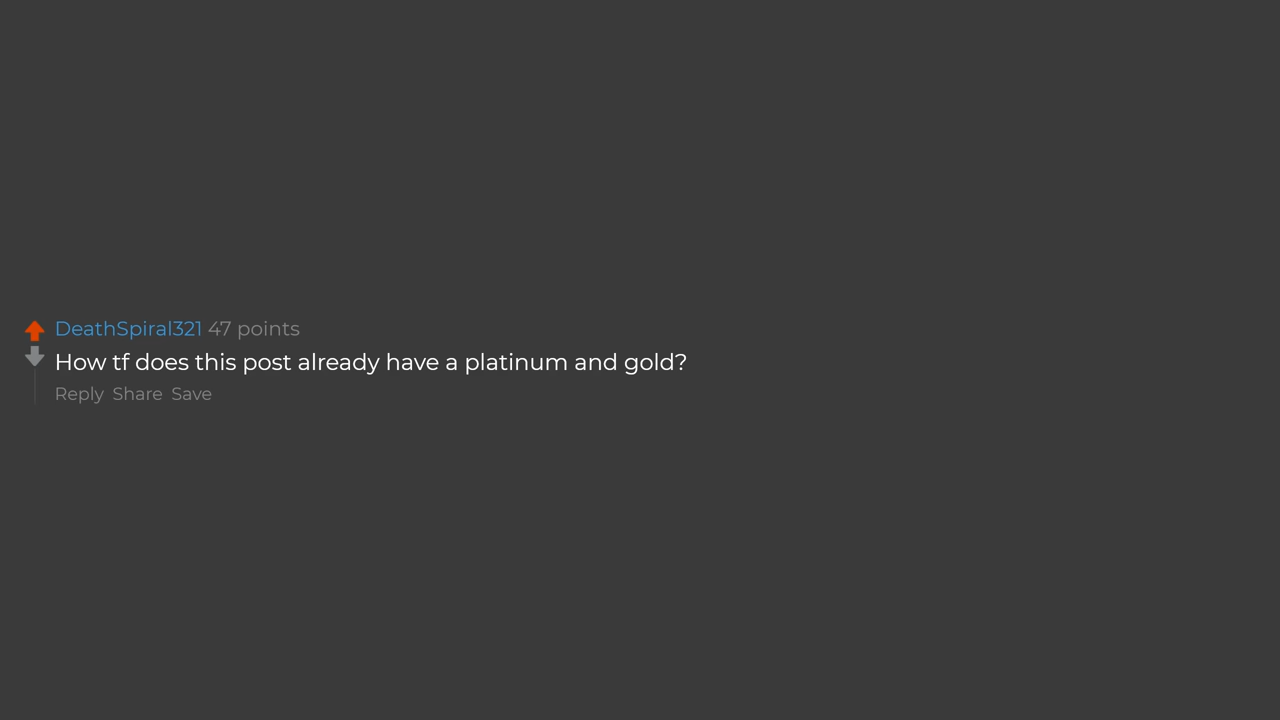 DeathSpiral321 47 points
How tf does this post already have a platinum and gold?
Reply Share Save